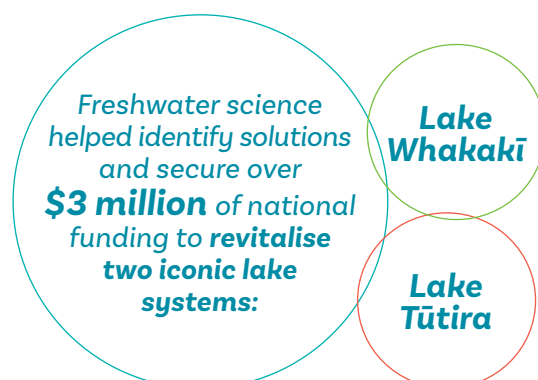 Freshwater science
helped identify solutions
and secure over
$3 million of national
funding to revitalise
two iconic lake
systems:
Lake
Whakakī
Lake
Tūtira